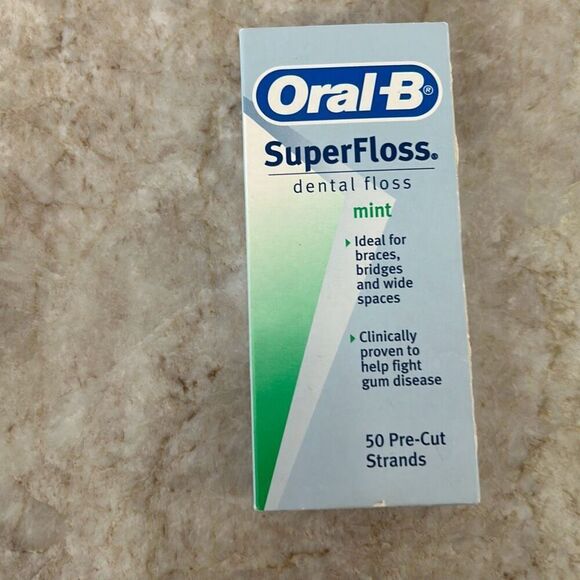 Oral-B®
SuperFloss®
dental floss
mint
Ideal for
braces,
bridges
and wide
spaces
Clinically
proven to
help fight
gum disease
50 Pre-Cut
Strands